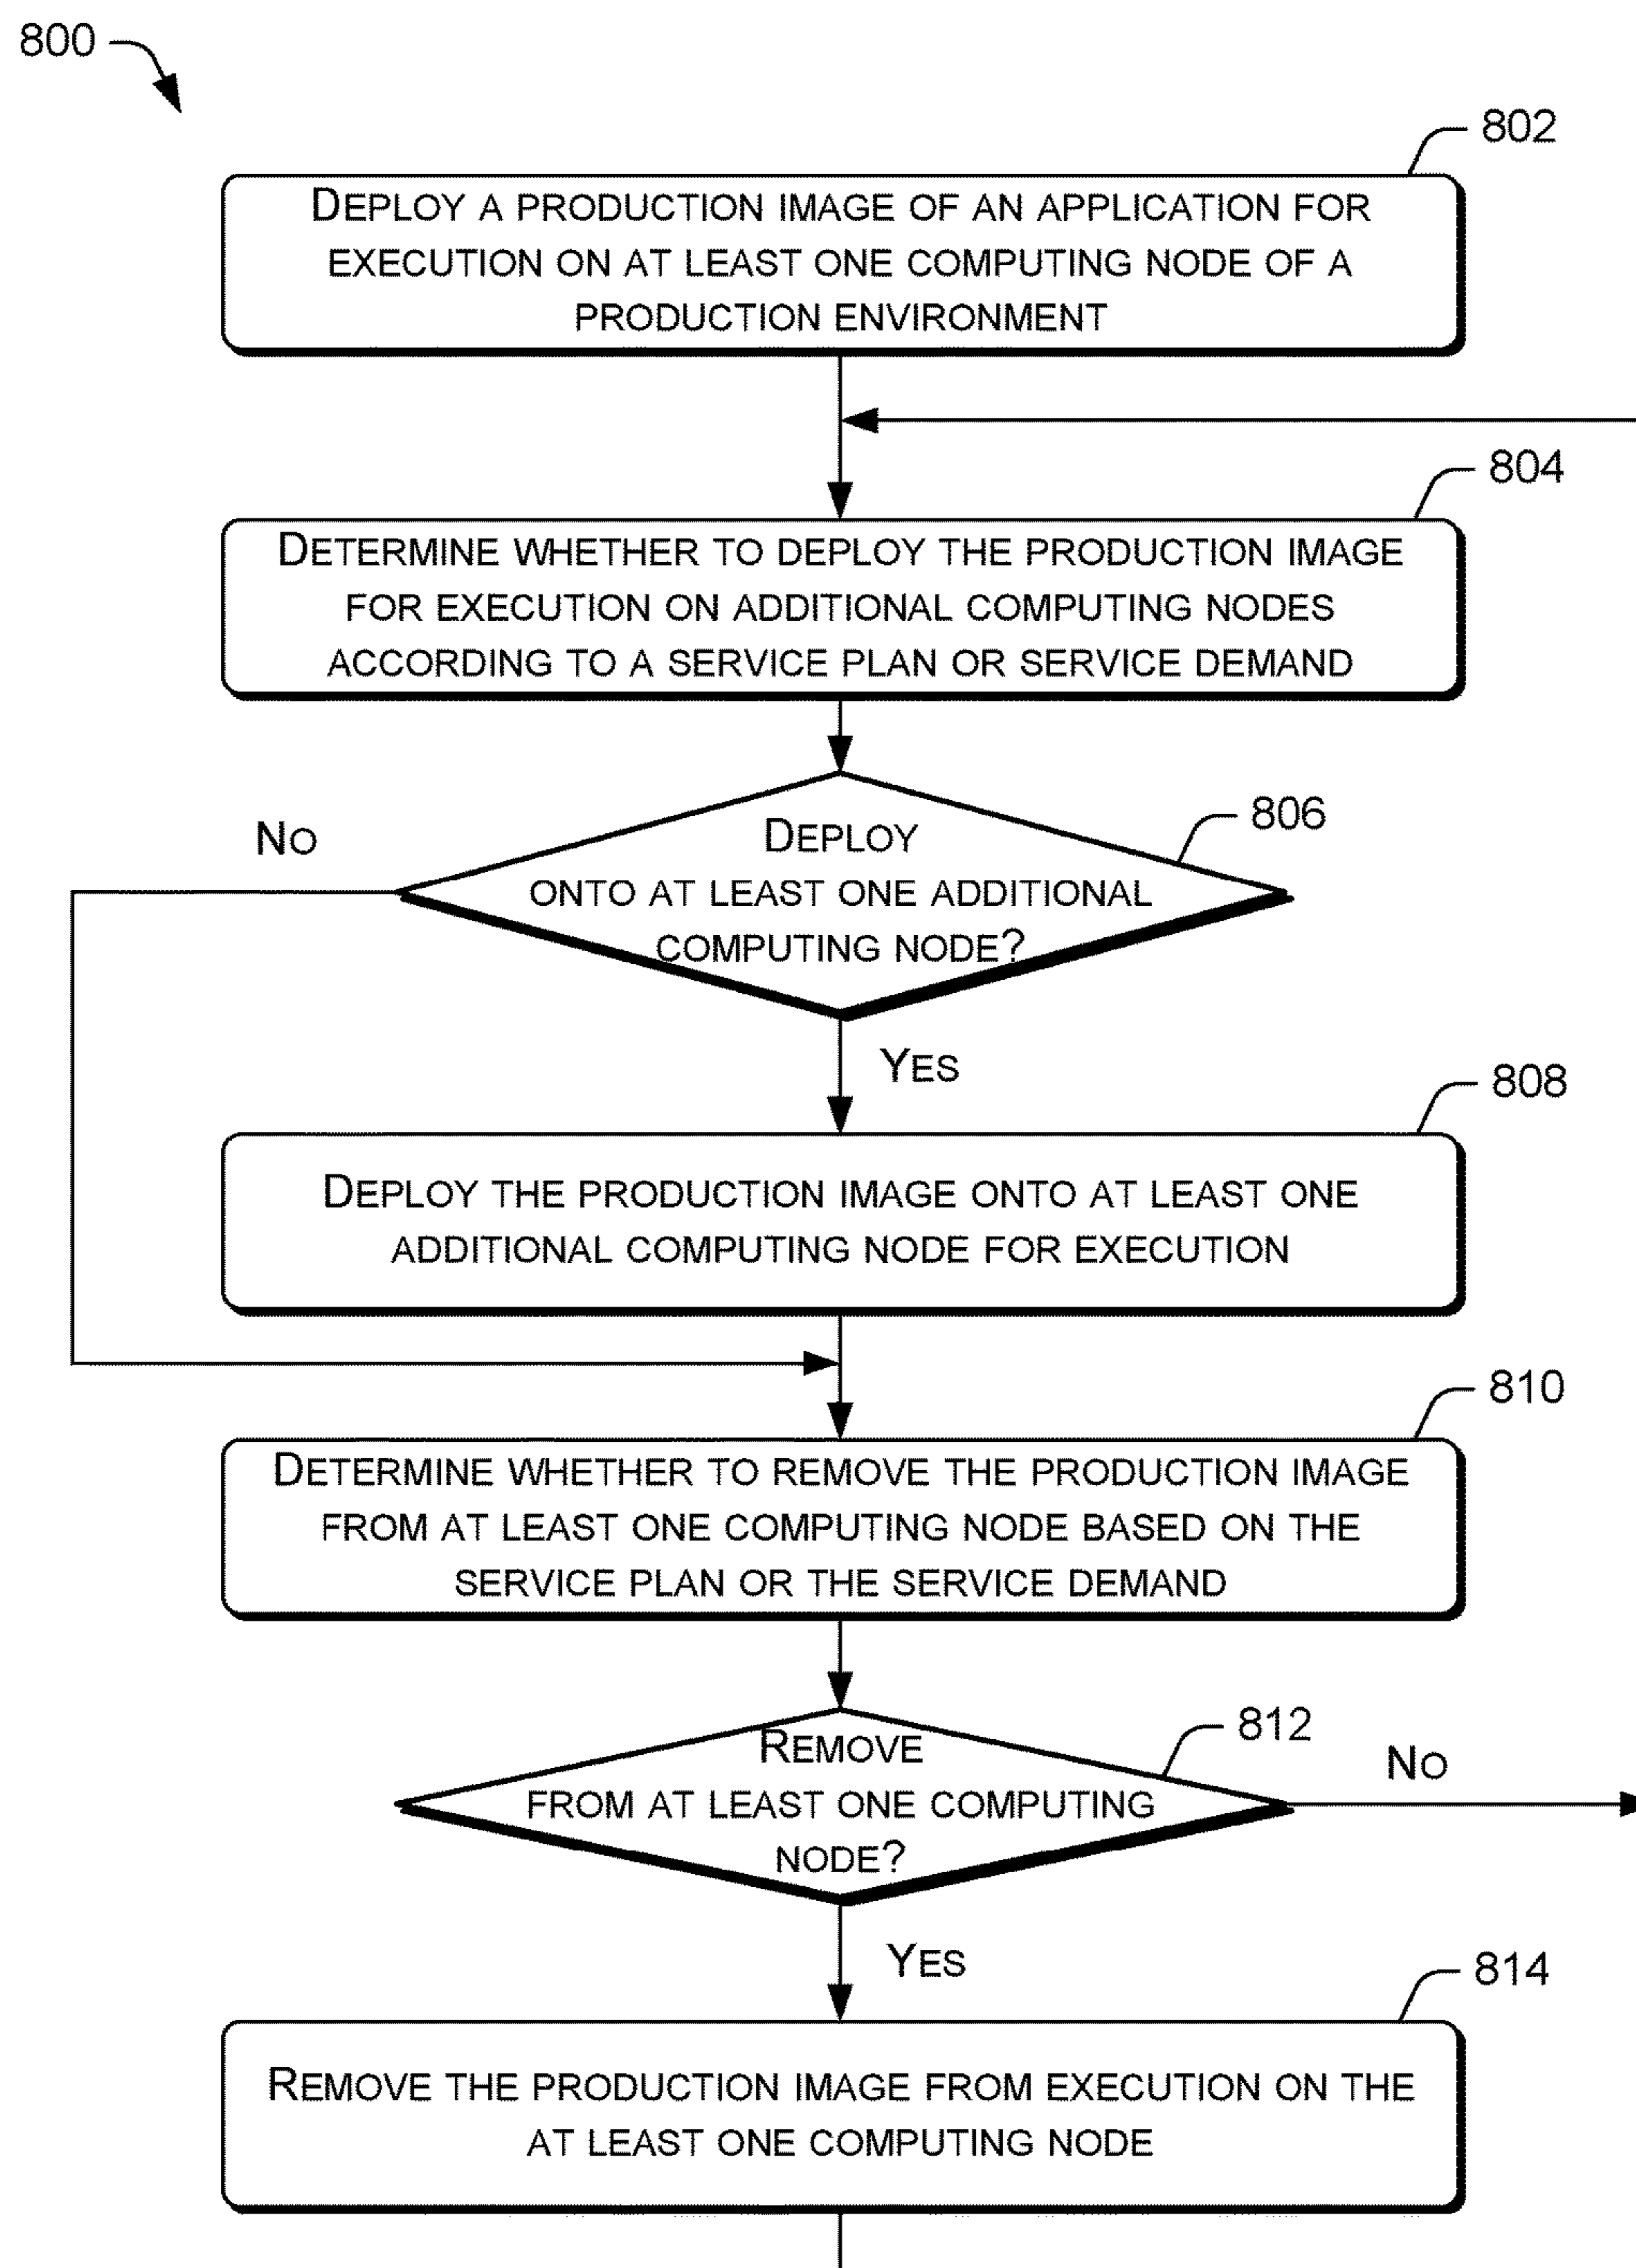 800
802
DEPLOY A PRODUCTION IMAGE OF AN APPLICATION FOR
EXECUTION ON AT LEAST ONE COMPUTING NODE OF A
PRODUCTION ENVIRONMENT
804
DETERMINE WHETHER TO DEPLOY THE PRODUCTION IMAGE
FOR EXECUTION ON ADDITIONAL COMPUTING NODES
ACCORDING TO A SERVICE PLAN OR SERVICE DEMAND
806
NO
DEPLOY
ONTO AT LEAST ONE ADDITIONAL
COMPUTING NODE?
YES
808
DEPLOY THE PRODUCTION IMAGE ONTO AT LEAST ONE
ADDITIONAL COMPUTING NODE FOR EXECUTION
810
DETERMINE WHETHER TO REMOVE THE PRODUCTION IMAGE
FROM AT LEAST ONE COMPUTING NODE BASED ON THE
SERVICE PLAN OR THE SERVICE DEMAND
812
REMOVE
FROM AT LEAST ONE COMPUTING
NODE?
NO
YES
814
REMOVE THE PRODUCTION IMAGE FROM EXECUTION ON THE
AT LEAST ONE COMPUTING NODE